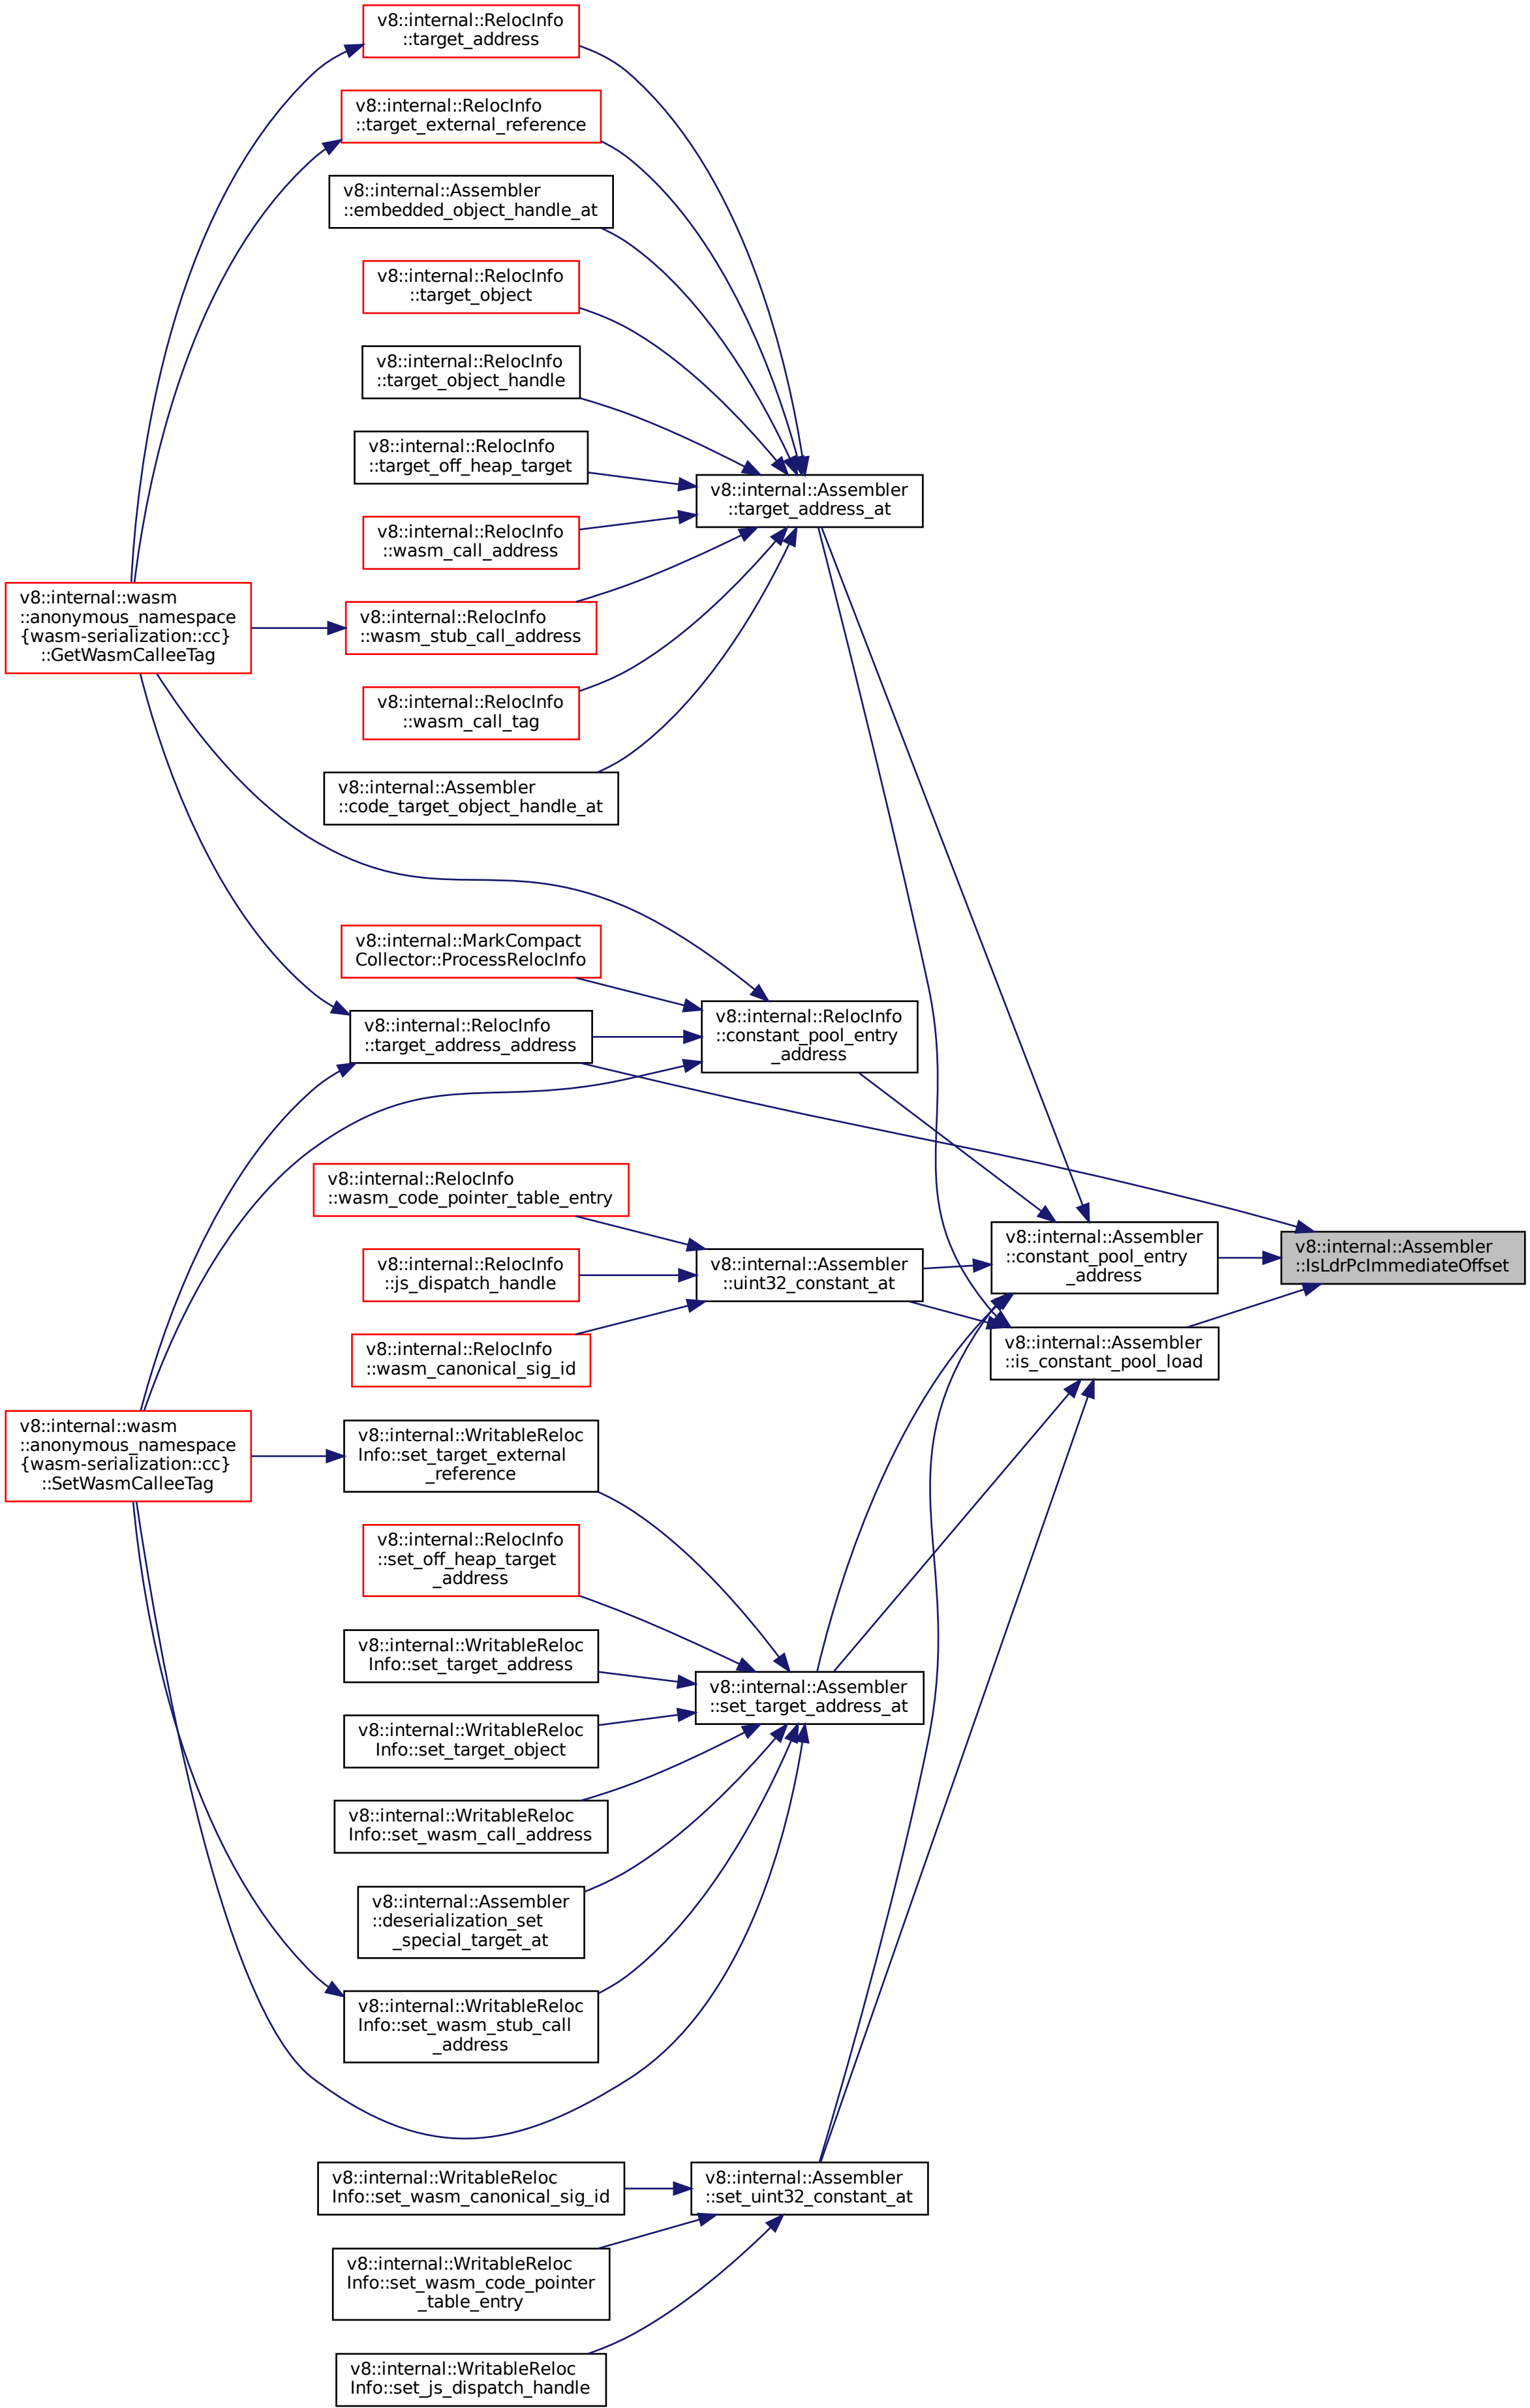 v8::internal::RelocInfo
::target_address
v8::internal::RelocInfo
::target_external_reference
v8::internal::Assembler
::embedded_object_handle_at
v8::internal::RelocInfo
::target_object
v8::internal::RelocInfo
::target_object_handle
v8::internal::RelocInfo
::target_off_heap_target
v8::internal::Assembler
::target_address_at
v8::internal::RelocInfo
::wasm_call_address
v8::internal::wasm
::anonymous_namespace
{wasm-serialization::cc}
::GetWasmCalleeTag
v8::internal::RelocInfo
::wasm_stub_call_address
v8::internal::RelocInfo
::wasm_call_tag
v8::internal::Assembler
::code_target_object_handle_at
v8::internal::MarkCompact
Collector::ProcessRelocInfo
v8::internal::RelocInfo
::target_address_address
v8::internal::RelocInfo
::constant_pool_entry
_address
v8::internal::RelocInfo
::wasm_code_pointer_table_entry
v8::internal::RelocInfo
::js_dispatch_handle
v8::internal::Assembler
::uint32_constant_at
v8::internal::Assembler
::constant_pool_entry
_address
v8::internal::Assembler
::IsLdrPcImmediateOffset
v8::internal::RelocInfo
::wasm_canonical_sig_id
v8::internal::Assembler
::is_constant_pool_load
v8::internal::wasm
::anonymous_namespace
{wasm-serialization::cc}
::SetWasmCalleeTag
v8::internal::WritableReloc
Info::set_target_external
_reference
v8::internal::RelocInfo
::set_off_heap_target
_address
v8::internal::WritableReloc
Info::set_target_address
v8::internal::Assembler
::set_target_address_at
v8::internal::WritableReloc
Info::set_target_object
v8::internal::WritableReloc
Info::set_wasm_call_address
v8::internal::Assembler
::deserialization_set
_special_target_at
v8::internal::WritableReloc
Info::set_wasm_stub_call
_address
v8::internal::WritableReloc
Info::set_wasm_canonical_sig_id
v8::internal::Assembler
::set_uint32_constant_at
v8::internal::WritableReloc
Info::set_wasm_code_pointer
_table_entry
v8::internal::WritableReloc
Info::set_js_dispatch_handle